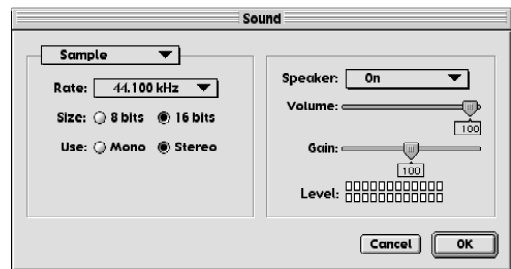 Sound
Sample
Rate: 44.100 kHz
Size: 8 bits 16 bits
Use: Mono Stereo
Speaker: On
Volume:
100
Gain:
100
Level:
Cancel OK